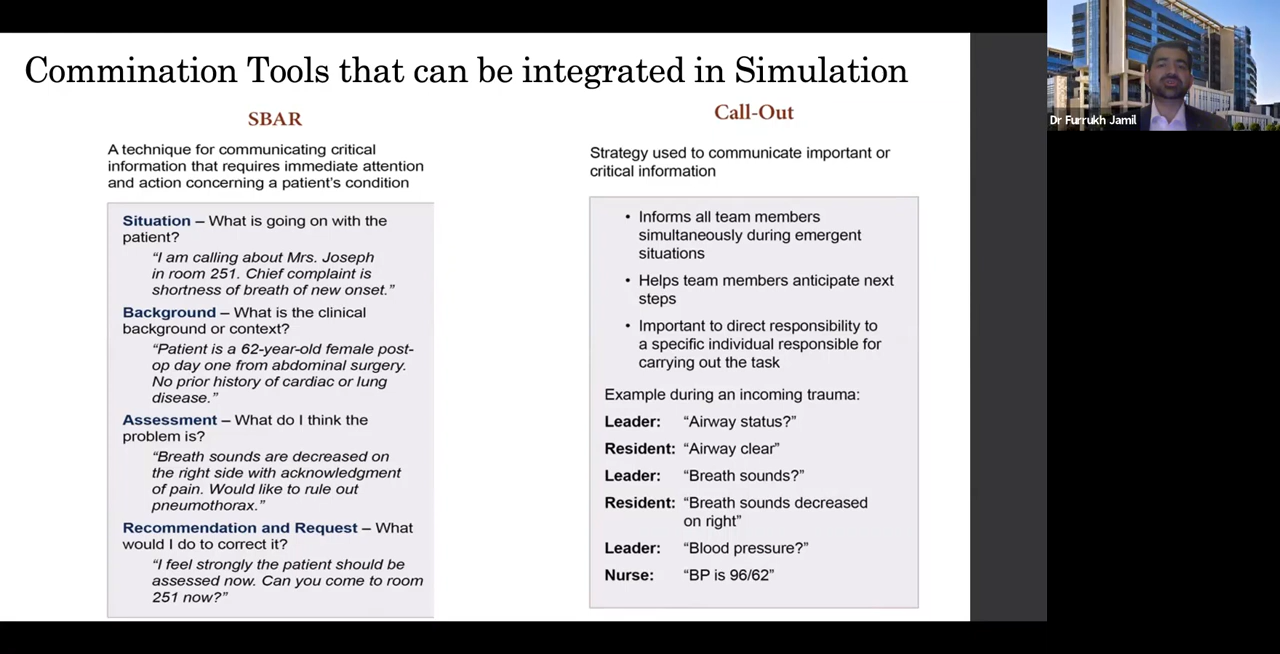 Commination Tools that can be integrated in Simulation
SBAR
A technique for communicating critical
information that requires immediate attention
and action concerning a patient's condition
Situation – What is going on with the
patient?
"I am calling about Mrs. Joseph
in room 251. Chief complaint is
shortness of breath of new onset."
Background – What is the clinical
background or context?
"Patient is a 62-year-old female post-
op day one from abdominal surgery.
No prior history of cardiac or lung
disease."
Assessment – What do I think the
problem is?
"Breath sounds are decreased on
the right side with acknowledgment
of pain. Would like to rule out
pneumothorax."
Recommendation and Request – What
would I do to correct it?
"I feel strongly the patient should be
assessed now. Can you come to room
251 now?"
Call-Out
Strategy used to communicate important or
critical information
• Informs all team members
simultaneously during emergent
situations
• Helps team members anticipate next
steps
• Important to direct responsibility to
a specific individual responsible for
carrying out the task
Example during an incoming trauma:
Leader: "Airway status?"
Resident: "Airway clear"
Leader: "Breath sounds?"
Resident: "Breath sounds decreased
on right"
Leader: "Blood pressure?"
Nurse: "BP is 96/62"
Dr Furrukh Jamil